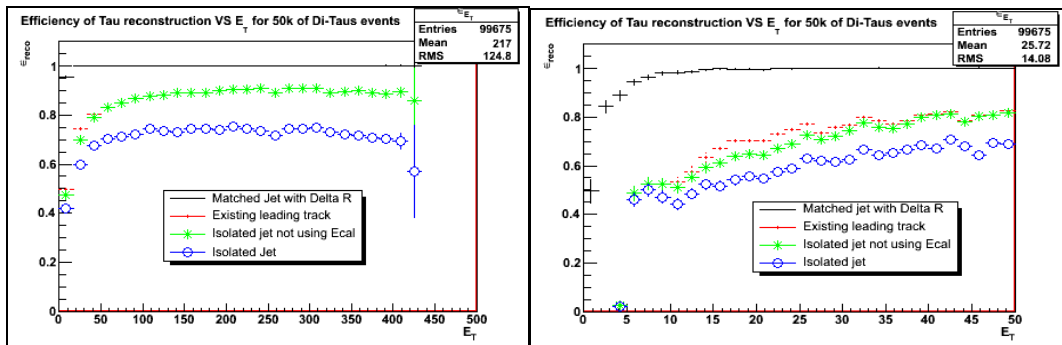 Efficiency of Tau reconstruction VS E_T for 50k of Di-Taus events
ε_E_T
Entries 99675
Mean 217
RMS 124.8
ε_reco
1
0.8
0.6
0.4
0.2
0
Matched Jet with Delta R
Existing leading track
Isolated jet not using Ecal
Isolated Jet
0 50 100 150 200 250 300 350 400 450 500
E_T
Efficiency of Tau reconstruction VS E_T for 50k of Di-Taus events
ε_E_T
Entries 99675
Mean 25.72
RMS 14.08
ε_reco
1
0.8
0.6
0.4
0.2
0
Matched jet with Delta R
Existing leading track
Isolated jet not using Ecal
Isolated jet
0 5 10 15 20 25 30 35 40 45 50
E_T